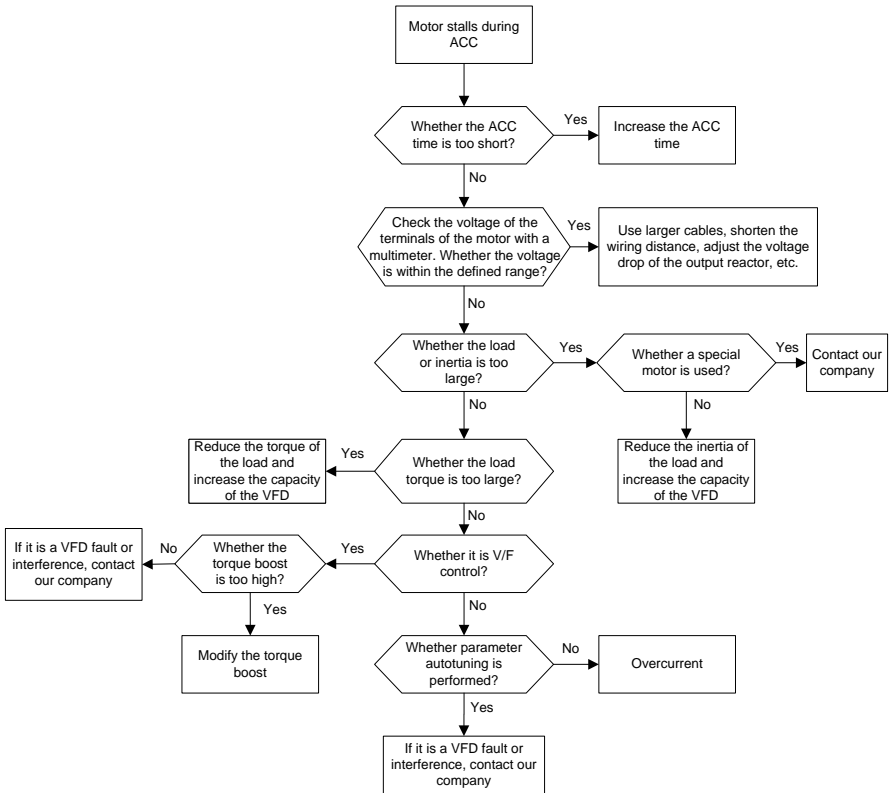 Motor stalls during
ACC
Whether the ACC
time is too short?
Yes
Increase the ACC
time
No
Check the voltage of the
terminals of the motor with a
multimeter. Whether the voltage
is within the defined range?
Yes
Use larger cables, shorten the
wiring distance, adjust the voltage
drop of the output reactor, etc.
No
Whether the load
or inertia is too
large?
Yes
Whether a special
motor is used?
Yes
Contact our
company
No
No
Reduce the torque of
the load and
increase the capacity
of the VFD
Yes
Whether the load
torque is too large?
Reduce the inertia of
the load and
increase the capacity
of the VFD
No
If it is a VFD fault or
interference, contact
our company
No
Whether the
torque boost
is too high?
Yes
Whether it is V/F
control?
Yes
No
Modify the torque
boost
Whether parameter
autotuning is
performed?
No
Overcurrent
Yes
If it is a VFD fault or
interference, contact our
company